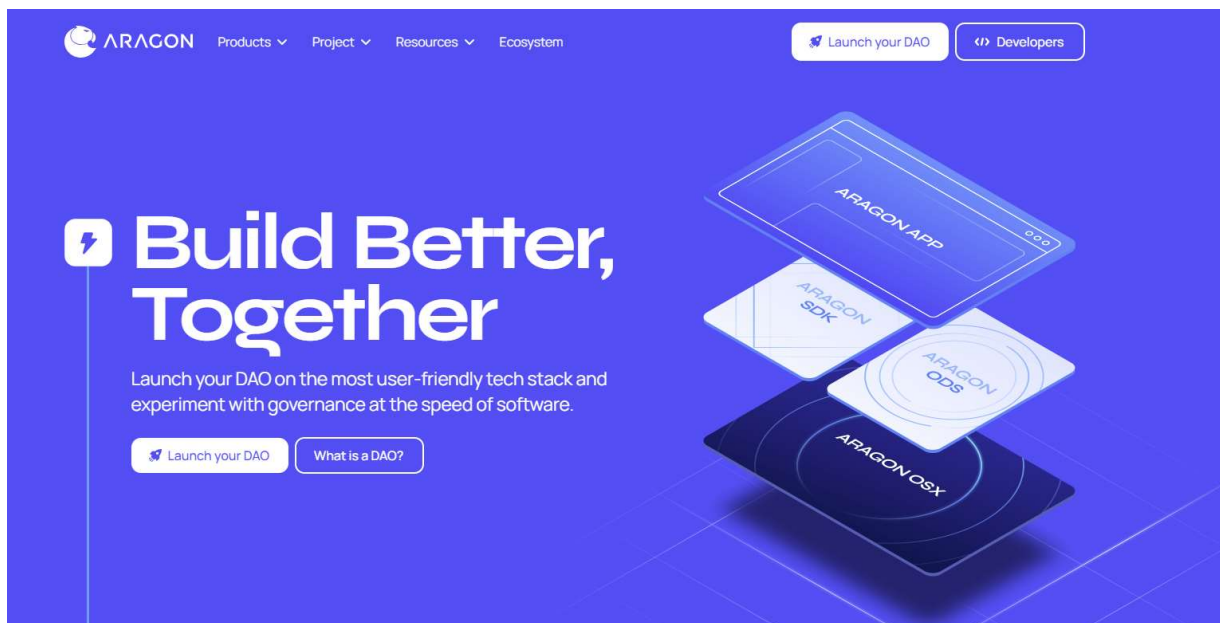 ARAGON
Products
Project
Resources
Ecosystem
Launch your DAO
Developers
Build Better,
Together
Launch your DAO on the most user-friendly tech stack and
experiment with governance at the speed of software.
Launch your DAO
What is a DAO?
ARAGON APP
ARAGON
SDK
ARAGON
ODS
ARAGON OSX